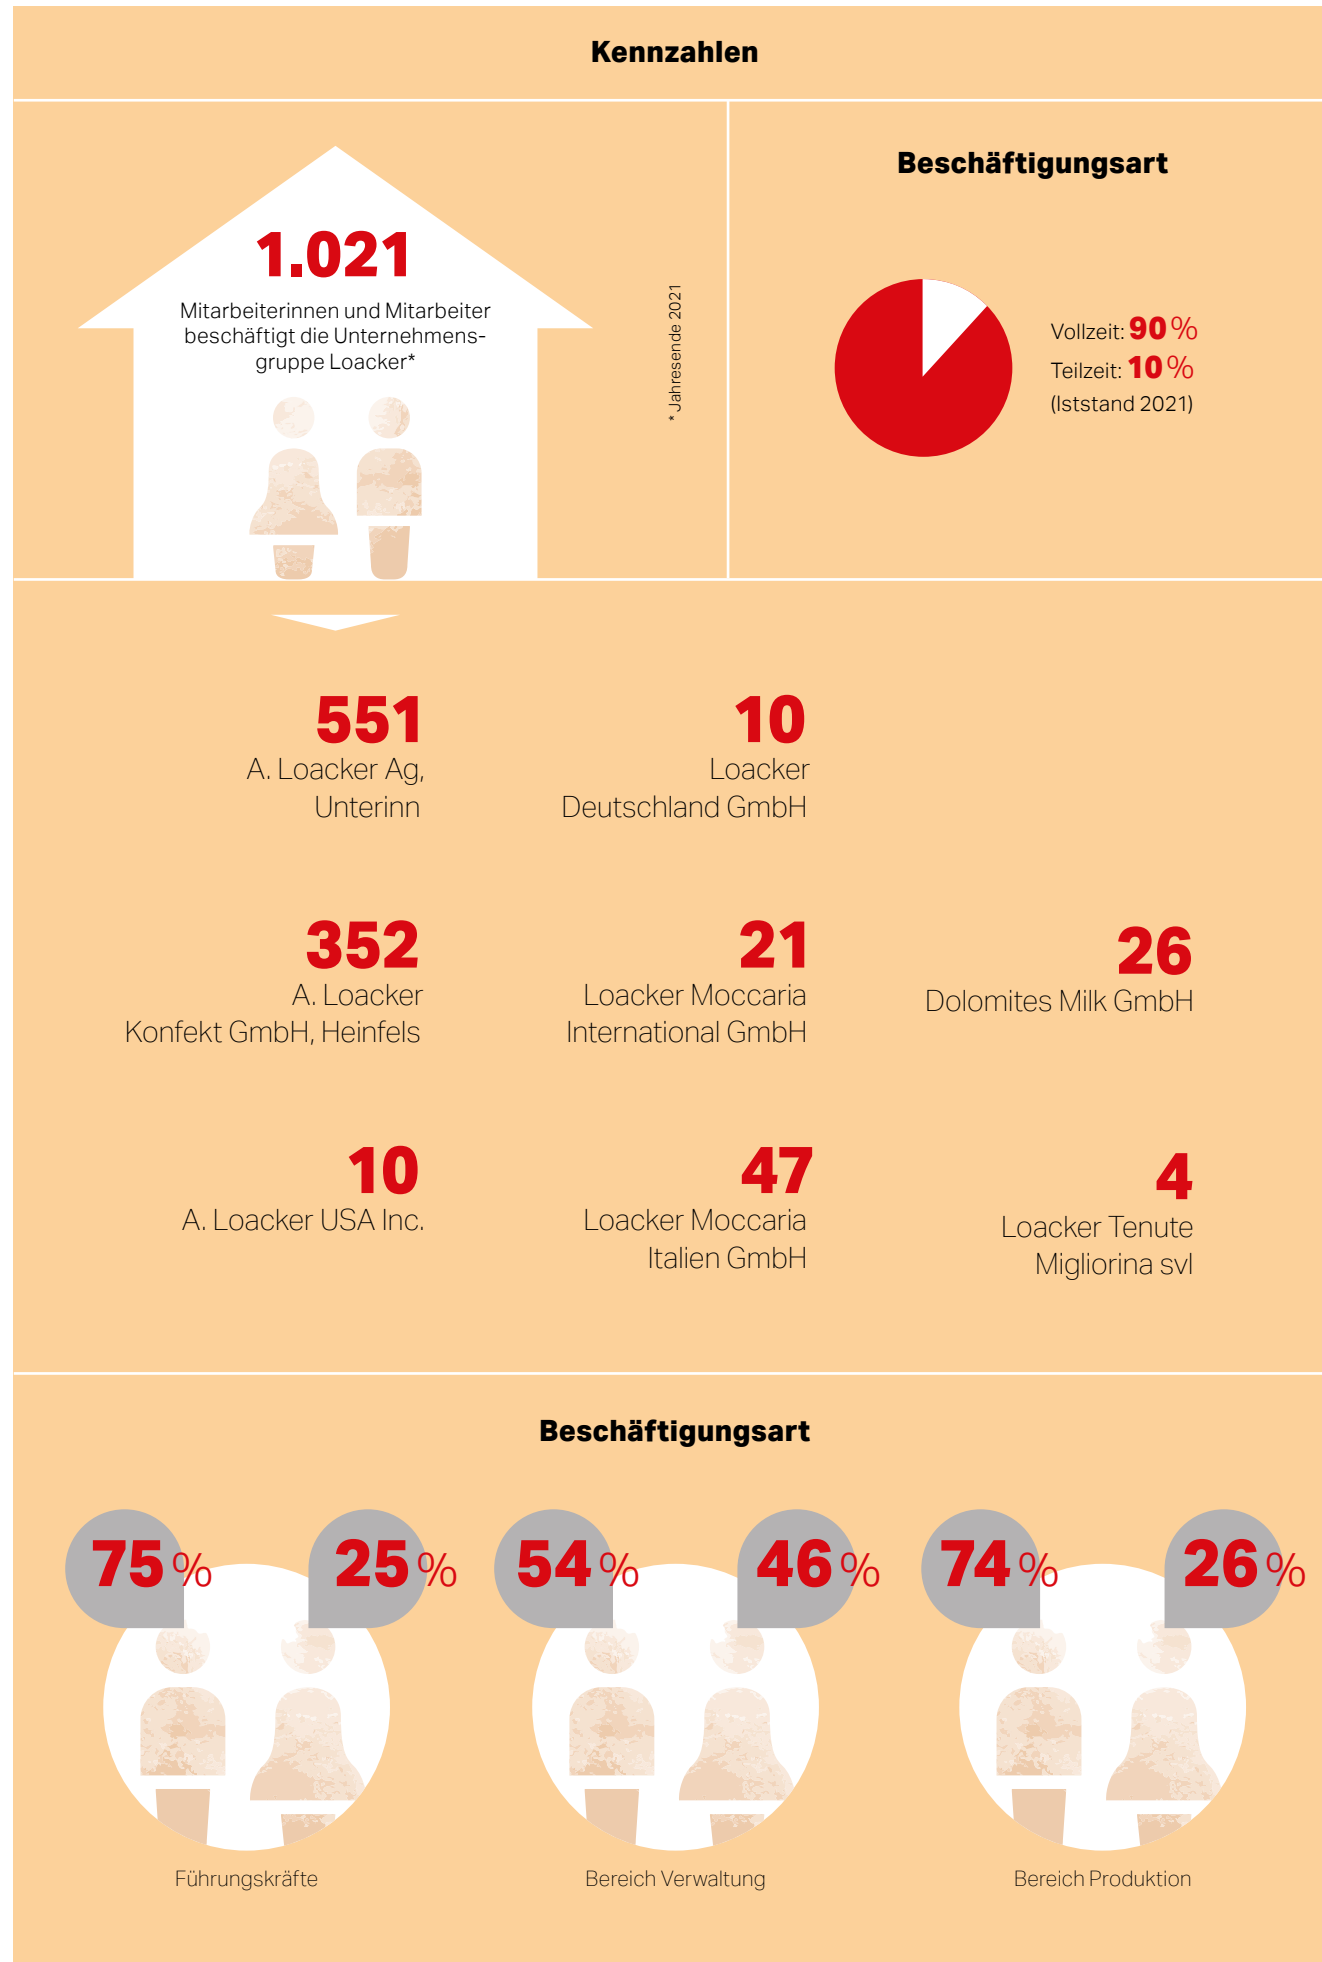 Kennzahlen
1.021
Mitarbeiterinnen und Mitarbeiter
beschäftigt die Unternehmens-
gruppe Loacker*
* Jahresende 2021
Beschäftigungsart
Vollzeit: 90 %
Teilzeit: 10 %
(Iststand 2021)
551
A. Loacker Ag,
Unterinn
10
Loacker
Deutschland GmbH
352
A. Loacker
Konfekt GmbH, Heinfels
21
Loacker Moccaria
International GmbH
26
Dolomites Milk GmbH
10
A. Loacker USA Inc.
47
Loacker Moccaria
Italien GmbH
4
Loacker Tenute
Migliorina svl
Beschäftigungsart
75 %
25 %
Führungskräfte
54 %
46 %
Bereich Verwaltung
74 %
26 %
Bereich Produktion